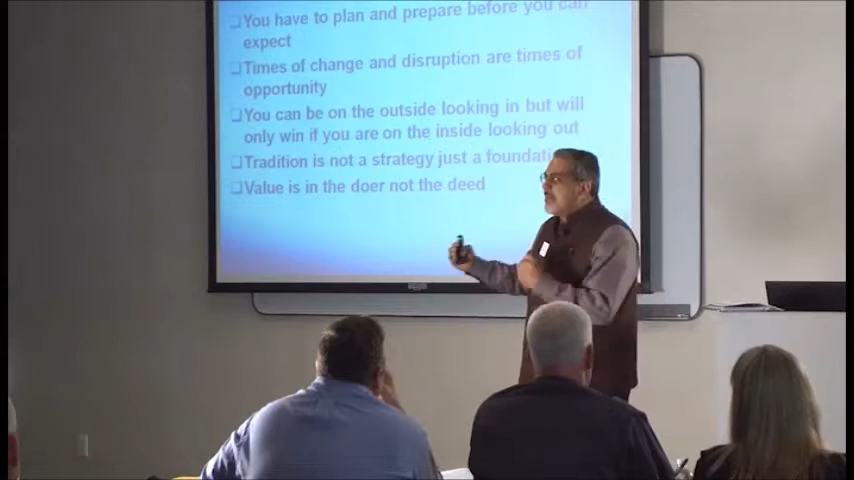 You have to plan and prepare before you can
expect
Times of change and disruption are times of
opportunity
You can be on the outside looking in but will
only win if you are on the inside looking out
Tradition is not a strategy just a foundati
Value is in the doer not the deed